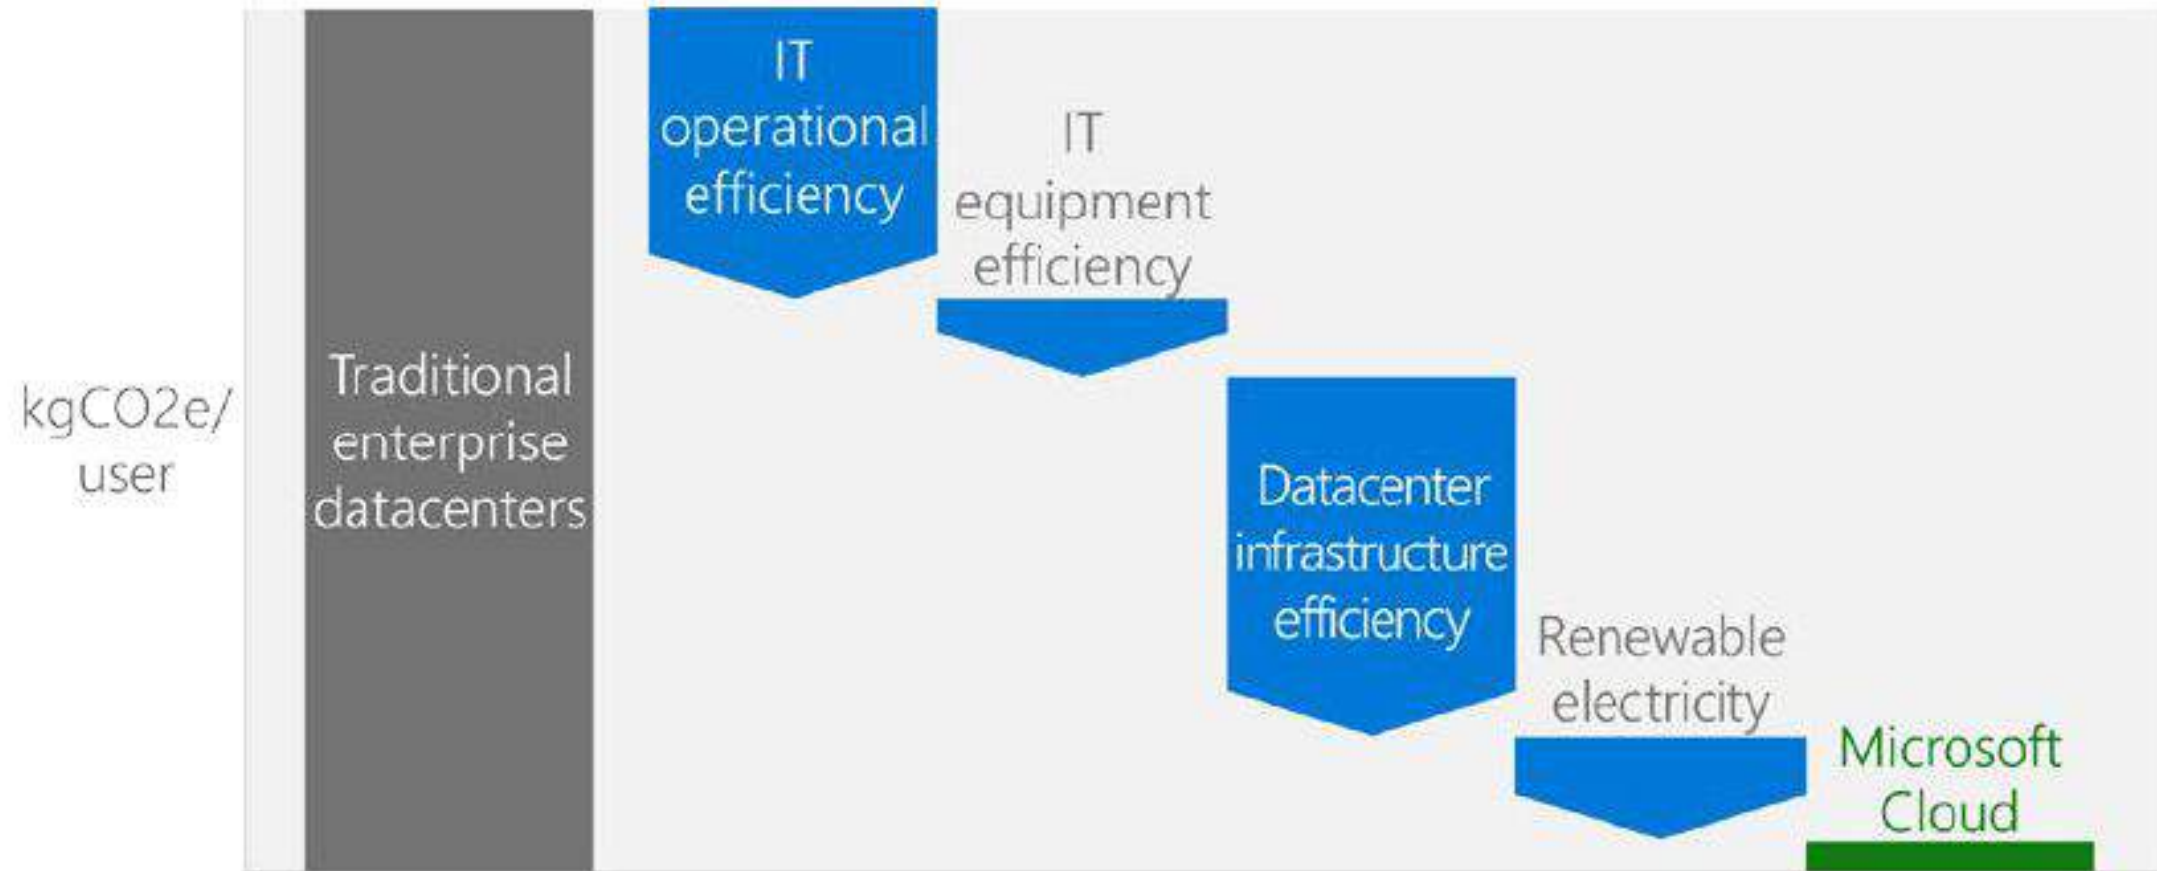 kgCO2e/
user
Traditional
enterprise
datacenters
IT
operational
efficiency
IT
equipment
efficiency
Datacenter
infrastructure
efficiency
Renewable
electricity
Microsoft
Cloud